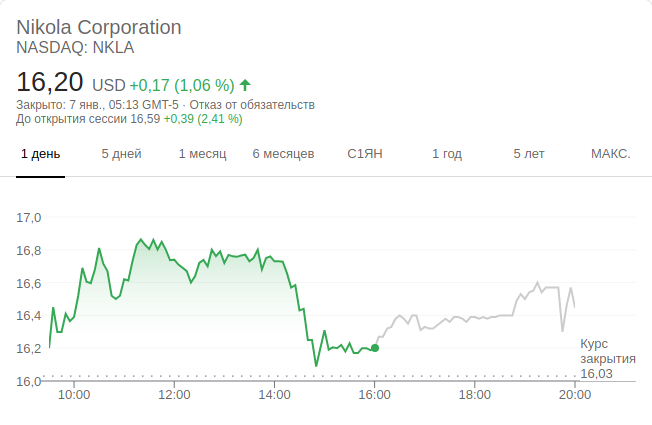 Nikola Corporation
NASDAQ: NKLA
16,20 USD +0,17 (1,06 %)
Закрыто: 7 янв., 05:13 GMT-5 · Отказ от обязательств
До открытия сессии 16,59 +0,39 (2,41 %)
1 день 5 дней 1 месяц 6 месяцев С1ЯН 1 год 5 лет МАКС.
17,0
16,8
16,6
16,4
16,2
Курс
закрытия
16,03
16,0
10:00 12:00 14:00 16:00 18:00 20:00